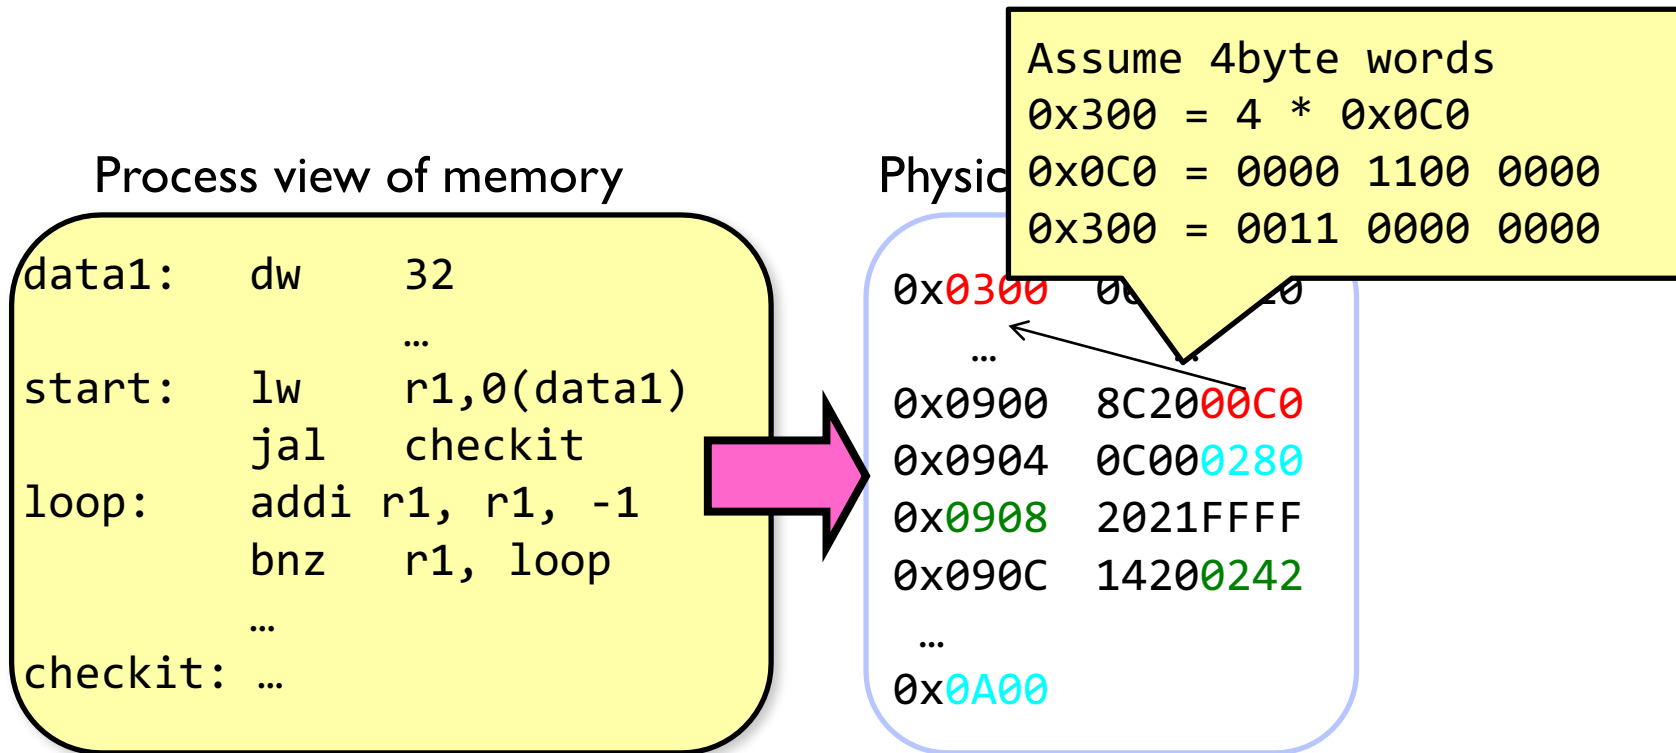 Assume 4byte words
0x300 = 4 * 0x0C0
0x0C0 = 0000 1100 0000
0x300 = 0011 0000 0000
Process view of memory
data1: dw 32
…
start: lw r1,0(data1)
jal checkit
loop: addi r1, r1, -1
bnz r1, loop
…
checkit: …
0x0300
… …
0x0900 8C2000C0
0x0904 0C000280
0x0908 2021FFFF
0x090C 14200242
…
0x0A00